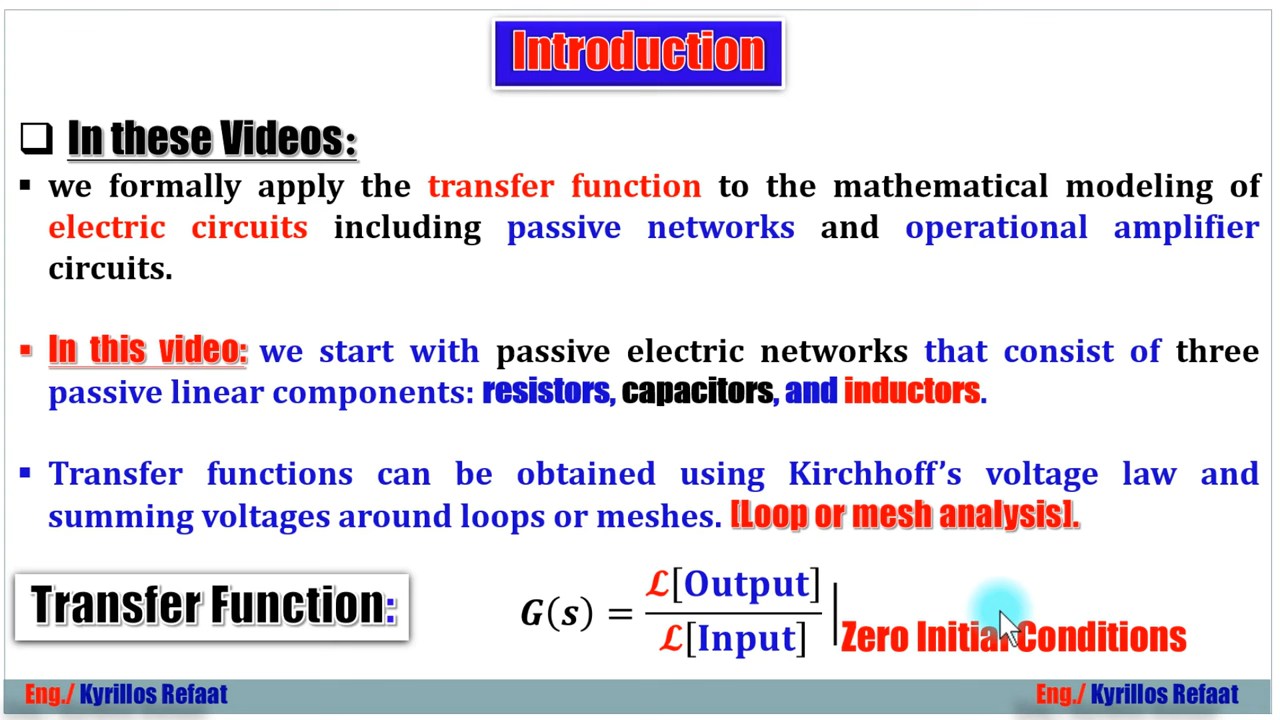 Introduction
❑ In these Videos:
▪ we formally apply the transfer function to the mathematical modeling of
electric circuits including passive networks and operational amplifier
circuits.
▪ In this video: we start with passive electric networks that consist of three
passive linear components: resistors, capacitors, and inductors.
▪ Transfer functions can be obtained using Kirchhoff’s voltage law and
summing voltages around loops or meshes. [Loop or mesh analysis].
Transfer Function:
G(s) = ℒ[Output] / ℒ[Input] | Zero Initial Conditions
Eng./ Kyrillos Refaat
Eng./ Kyrillos Refaat